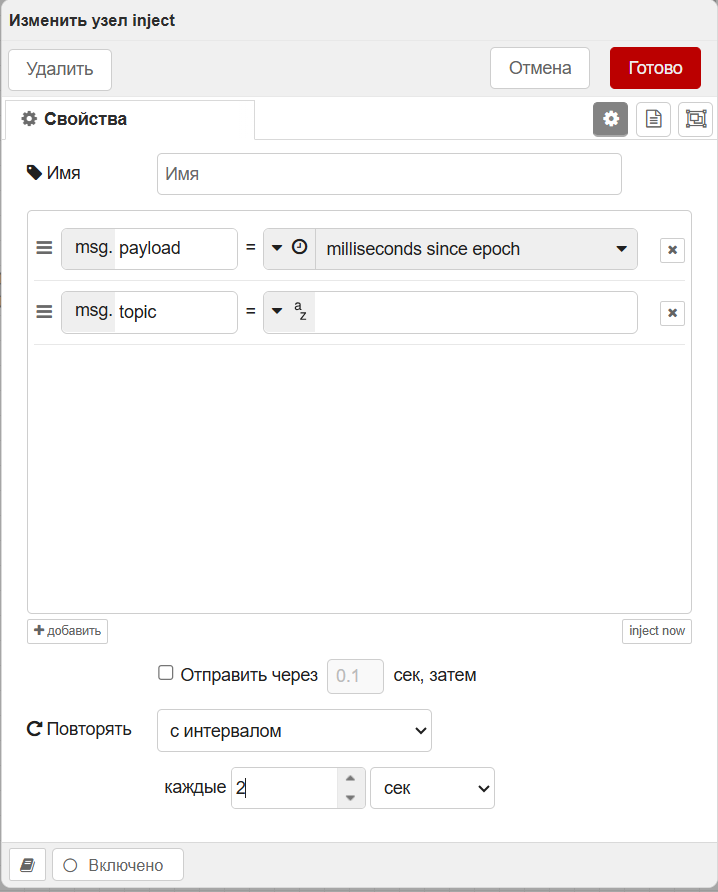 Изменить узел inject
Удалить
Отмена
Готово
Свойства
Имя
Имя
msg. payload = milliseconds since epoch
msg. topic = a z
добавить
inject now
Отправить через 0.1 сек, затем
Повторять с интервалом
каждые 2 сек
Включено